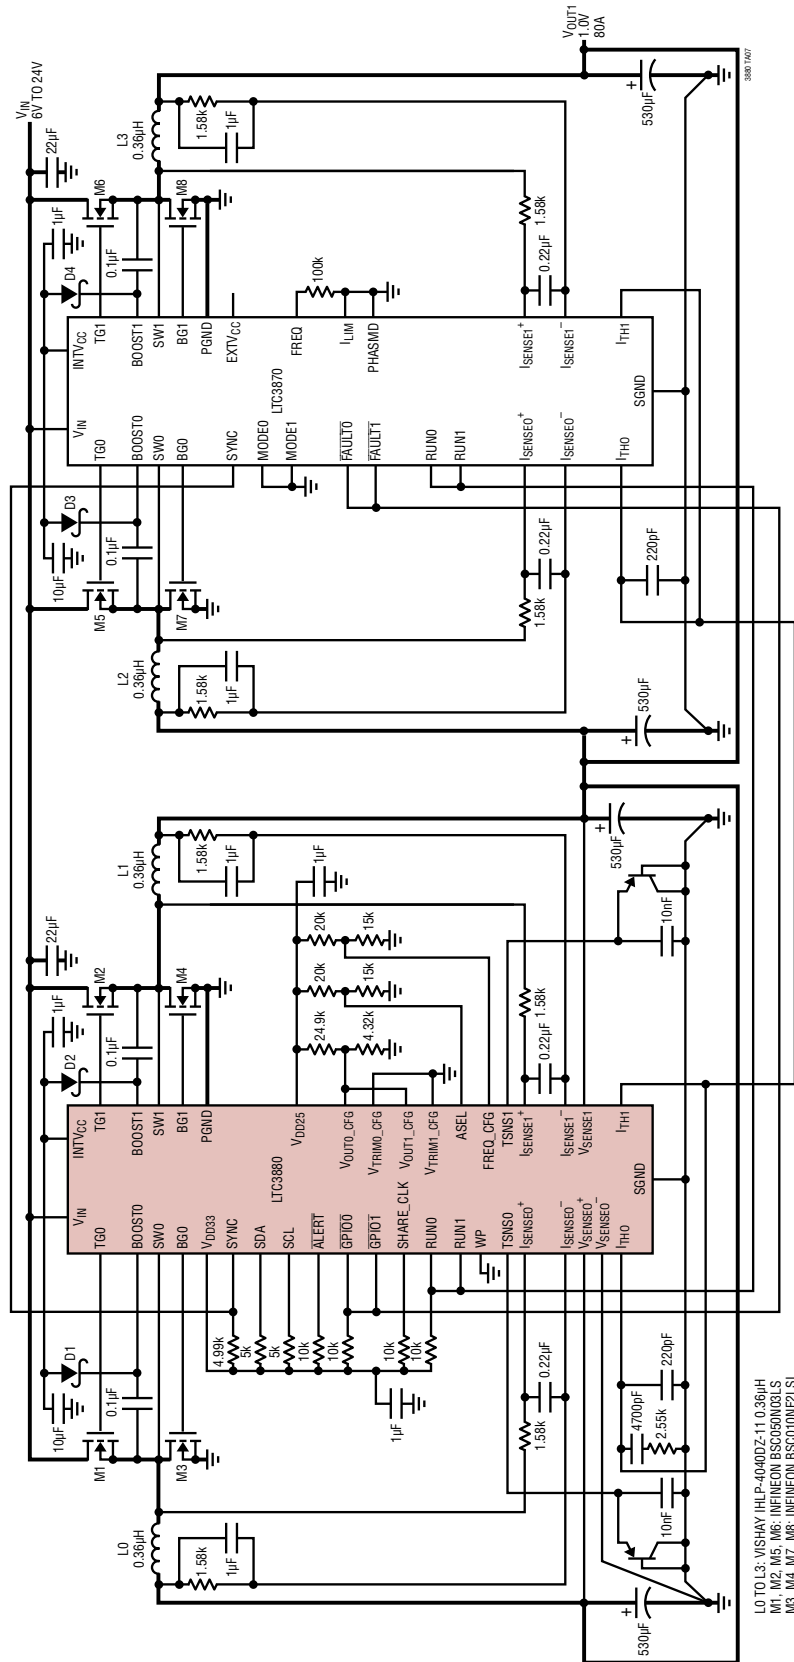 VIN
6V TO 24V
10µF
D1
1µF
22µF
D2
M1
0.1µF
M2
0.1µF
L0
0.36µH
L1
0.36µH
M3
M4
1.58k
1µF
1.58k
1µF
VIN
INTVCC
TG0
TG1
BOOST0
BOOST1
SW0
SW1
BG0
BG1
PGND
LTC3880
VDD33
SYNC
SDA
SCL
ALERT
GPIO0
GPIO1
SHARE_CLK
RUN0
RUN1
WP
TSNS0
ISENSE0+
ISENSE0–
VSENSE0+
VSENSE0–
ITH0
VDD25
VOUT0_CFG
VTRIM0_CFG
VOUT1_CFG
VTRIM1_CFG
ASEL
FREQ_CFG
TSNS1
ISENSE1+
ISENSE1–
VSENSE1
ITH1
SGND
4.99k
5k
5k
10k
10k
10k
10k
1µF
1µF
24.9k
20k
20k
4.32k
15k
15k
1.58k
0.22µF
0.22µF
1.58k
530µF
10nF
4700pF
2.55k
220pF
10nF
530µF
10µF
D3
1µF
22µF
D4
M5
0.1µF
M6
0.1µF
L2
0.36µH
L3
0.36µH
M7
M8
1.58k
1µF
1.58k
1µF
VIN
INTVCC
TG0
TG1
BOOST0
BOOST1
SW0
SW1
BG0
BG1
PGND
SYNC
EXTVCC
MODE0
MODE1
LTC3870
FREQ
ILIM
PHASMD
FAULT0
FAULT1
RUN0
RUN1
ISENSE0+
ISENSE0–
ITH0
ISENSE1+
ISENSE1–
ITH1
SGND
100k
1.58k
0.22µF
0.22µF
1.58k
220pF
530µF
530µF
VOUT1
1.0V
80A
3880 TA07
L0 TO L3: VISHAY IHLP-4040DZ-11 0.36µH
M1, M2, M5, M6: INFINEON BSC050N03LS
M3, M4, M7, M8: INFINEON BSC010NE2LSI